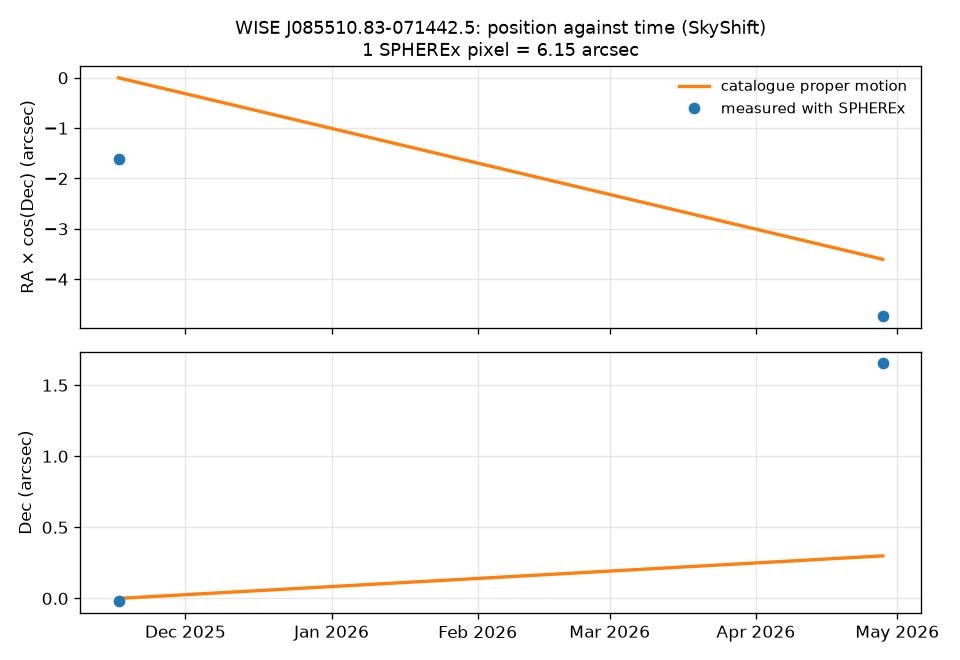 WISE J085510.83-071442.5: position against time (SkyShift)
1 SPHEREx pixel = 6.15 arcsec
RA × cos(Dec) (arcsec)
0
−1
−2
−3
−4
catalogue proper motion
measured with SPHEREx
Dec (arcsec)
1.5
1.0
0.5
0.0
Dec 2025
Jan 2026
Feb 2026
Mar 2026
Apr 2026
May 2026